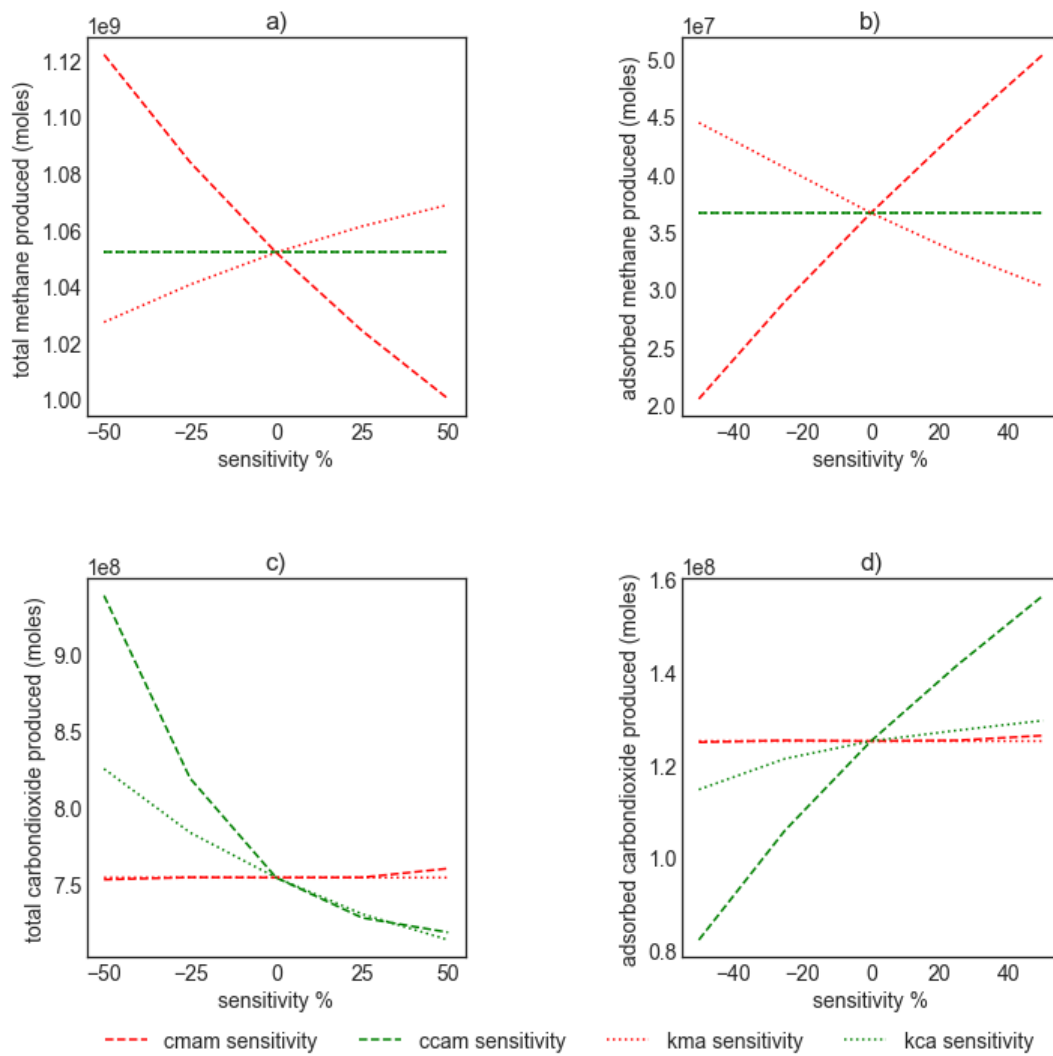 a)
1e9
total methane produced (moles)
1.12
1.10
1.08
1.06
1.04
1.02
1.00
−50 −25 0 25 50
sensitivity %
b)
1e7
adsorbed methane produced (moles)
5.0
4.5
4.0
3.5
3.0
2.5
2.0
−40 −20 0 20 40
sensitivity %
c)
1e8
total carbondioxide produced (moles)
9.0
8.5
8.0
7.5
−50 −25 0 25 50
sensitivity %
d)
1e8
adsorbed carbondioxide produced (moles)
1.6
1.4
1.2
1.0
0.8
−40 −20 0 20 40
sensitivity %
cmam sensitivity ccam sensitivity kma sensitivity kca sensitivity